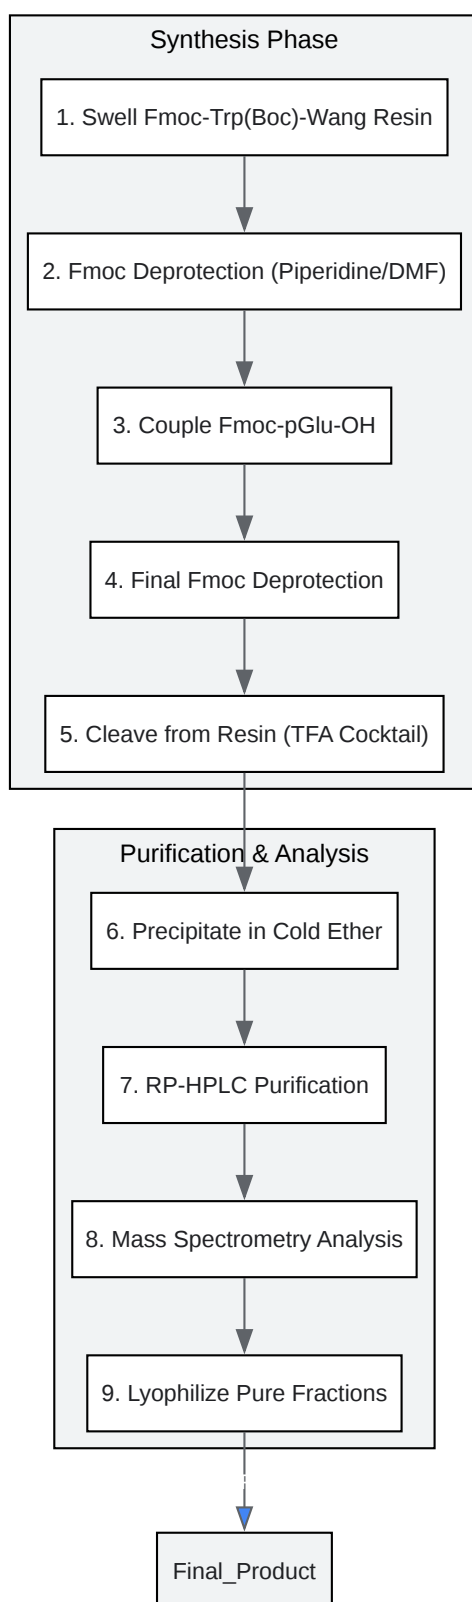 Synthesis Phase
1. Swell Fmoc-Trp(Boc)-Wang Resin
2. Fmoc Deprotection (Piperidine/DMF)
3. Couple Fmoc-pGlu-OH
4. Final Fmoc Deprotection
5. Cleave from Resin (TFA Cocktail)
Purification & Analysis
6. Precipitate in Cold Ether
7. RP-HPLC Purification
8. Mass Spectrometry Analysis
9. Lyophilize Pure Fractions
Final_Product